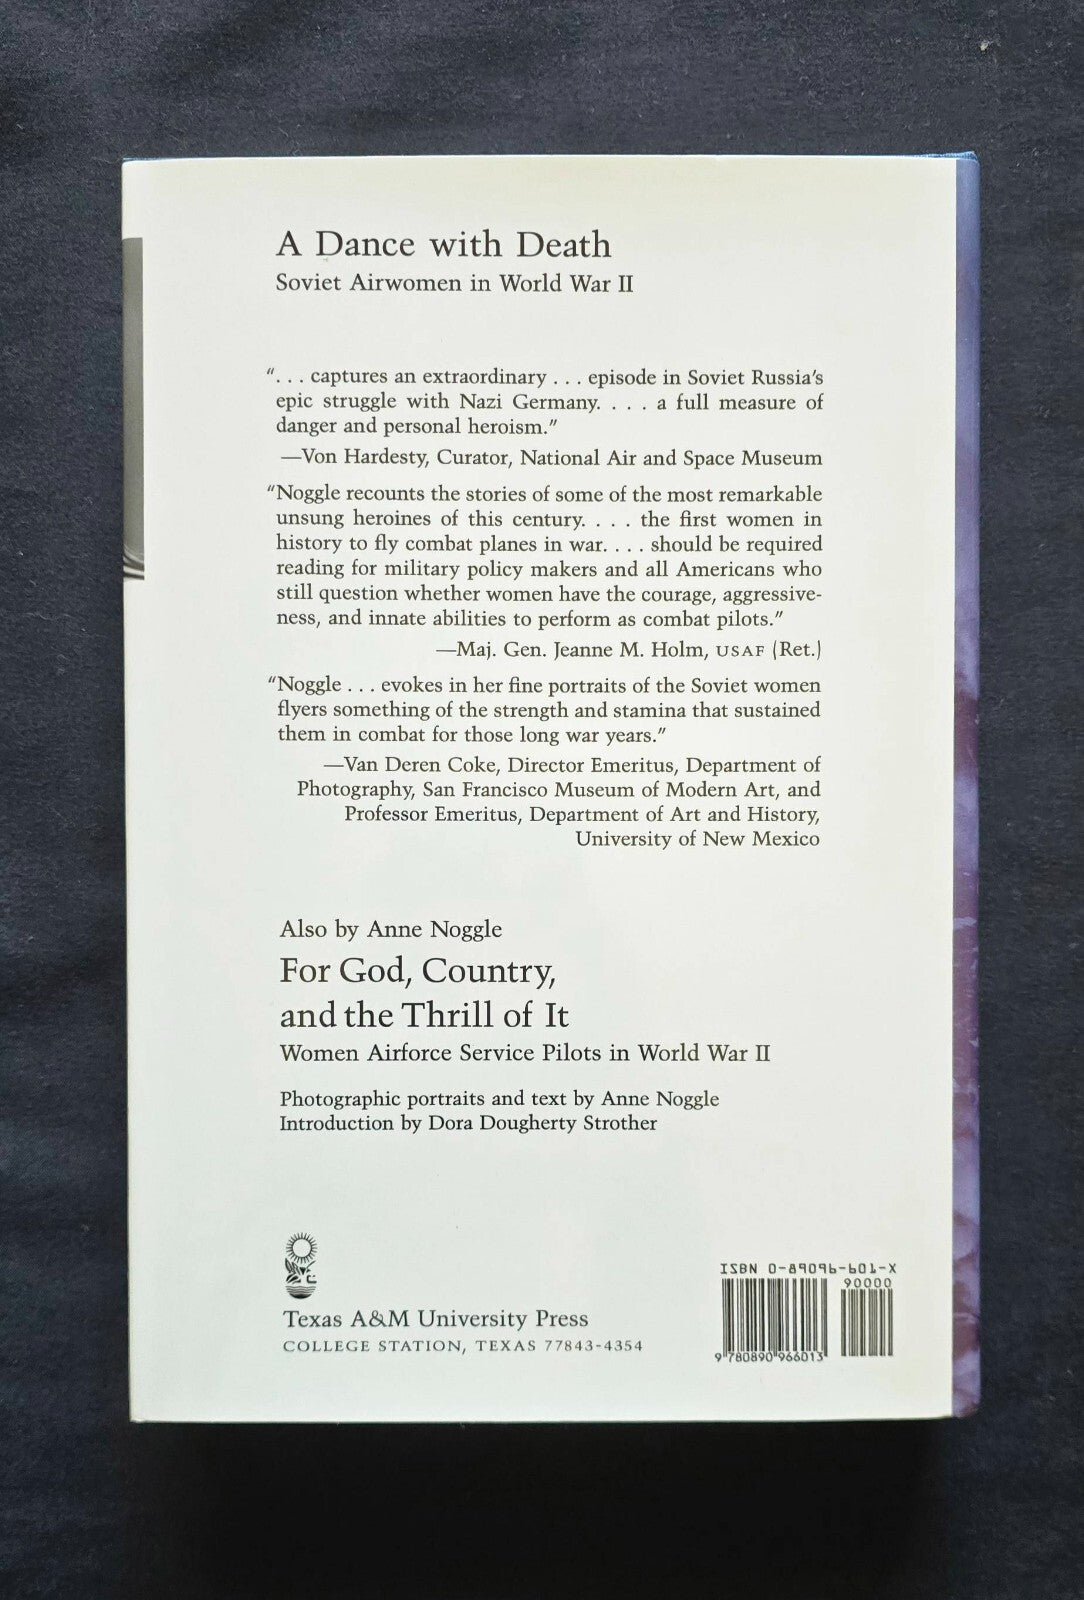 A Dance with Death
Soviet Airwomen in World War II
“. . . captures an extraordinary . . . episode in Soviet Russia’s
epic struggle with Nazi Germany. . . . a full measure of
danger and personal heroism.”
—Von Hardesty, Curator, National Air and Space Museum
“Noggle recounts the stories of some of the most remarkable
unsung heroines of this century. . . . the first women in
history to fly combat planes in war. . . . should be required
reading for military policy makers and all Americans who
still question whether women have the courage, aggressive-
ness, and innate abilities to perform as combat pilots.”
—Maj. Gen. Jeanne M. Holm, USAF (Ret.)
“Noggle . . . evokes in her fine portraits of the Soviet women
flyers something of the strength and stamina that sustained
them in combat for those long war years.”
—Van Deren Coke, Director Emeritus, Department of
Photography, San Francisco Museum of Modern Art, and
Professor Emeritus, Department of Art and History,
University of New Mexico
Also by Anne Noggle
For God, Country,
and the Thrill of It
Women Airforce Service Pilots in World War II
Photographic portraits and text by Anne Noggle
Introduction by Dora Dougherty Strother
Texas A&M University Press
COLLEGE STATION, TEXAS 77843-4354
ISBN 0-89096-601-X
90000
9 780890 966013